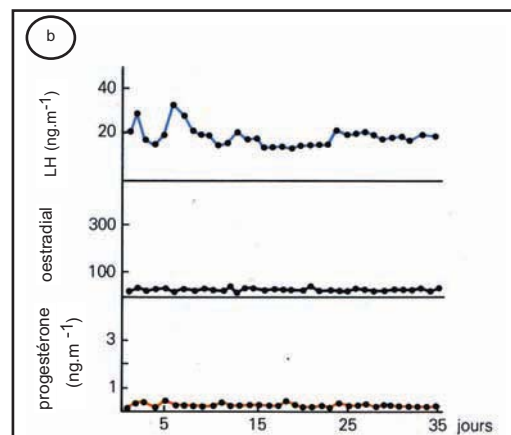 b
LH (ng.m⁻¹)
40
20
oestradial
300
100
progestérone
(ng.m⁻¹)
3
1
5
15
25
35
jours